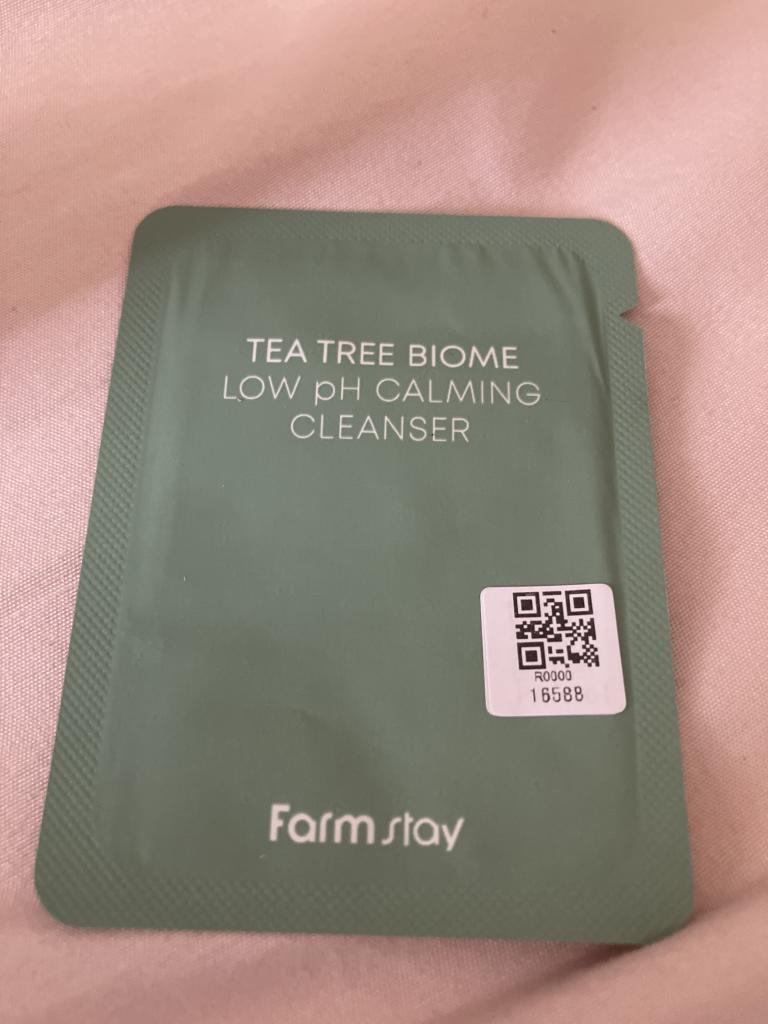 TEA TREE BIOME
LOW pH CALMING
CLEANSER
R0000
16588
Farm stay